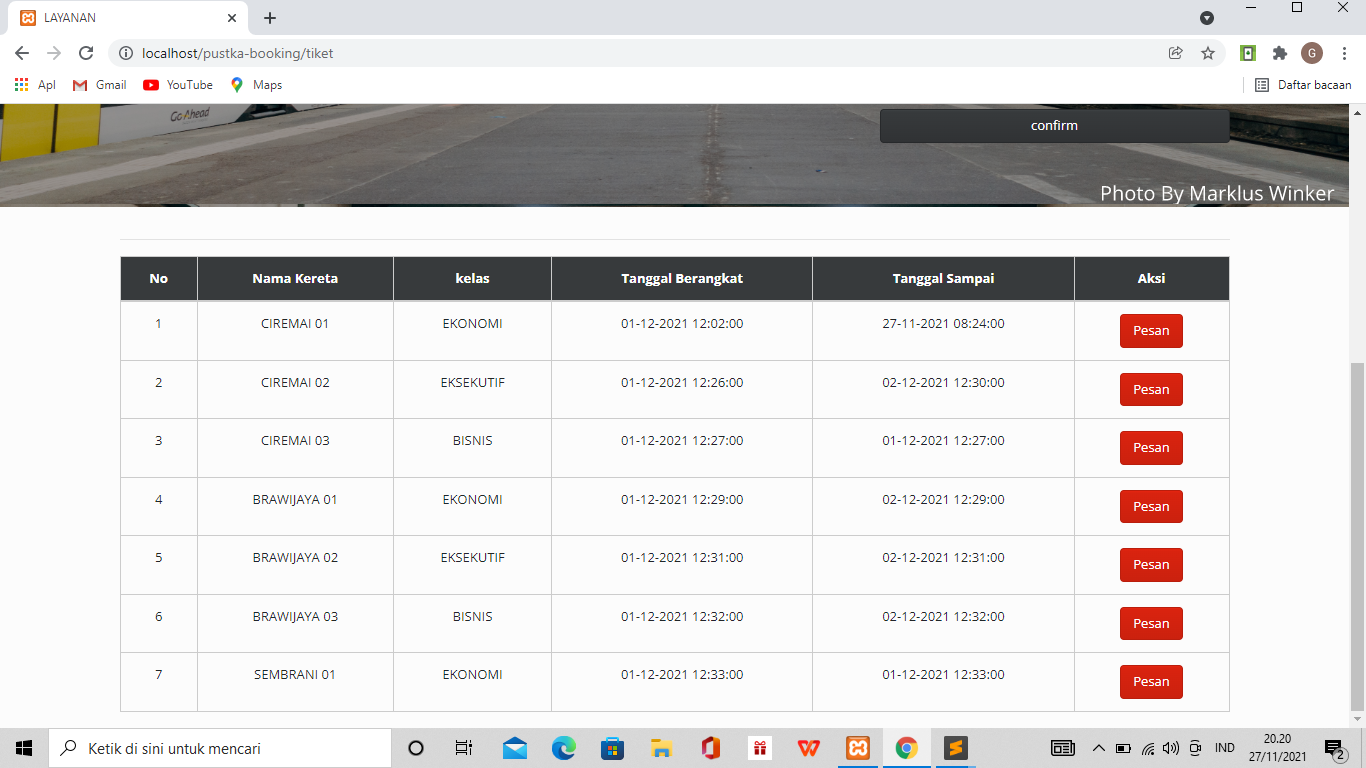 LAYANAN
localhost/pustka-booking/tiket
G
Apl Gmail YouTube Maps Daftar bacaan
Go Ahead
confirm
Photo By Marklus Winker
No Nama Kereta kelas Tanggal Berangkat Tanggal Sampai Aksi
1 CIREMAI 01 EKONOMI 01-12-2021 12:02:00 27-11-2021 08:24:00 Pesan
2 CIREMAI 02 EKSEKUTIF 01-12-2021 12:26:00 02-12-2021 12:30:00 Pesan
3 CIREMAI 03 BISNIS 01-12-2021 12:27:00 01-12-2021 12:27:00 Pesan
4 BRAWIJAYA 01 EKONOMI 01-12-2021 12:29:00 02-12-2021 12:29:00 Pesan
5 BRAWIJAYA 02 EKSEKUTIF 01-12-2021 12:31:00 02-12-2021 12:31:00 Pesan
6 BRAWIJAYA 03 BISNIS 01-12-2021 12:32:00 02-12-2021 12:32:00 Pesan
7 SEMBRANI 01 EKONOMI 01-12-2021 12:33:00 01-12-2021 12:33:00 Pesan
Ketik di sini untuk mencari
IND
20.20
27/11/2021
2